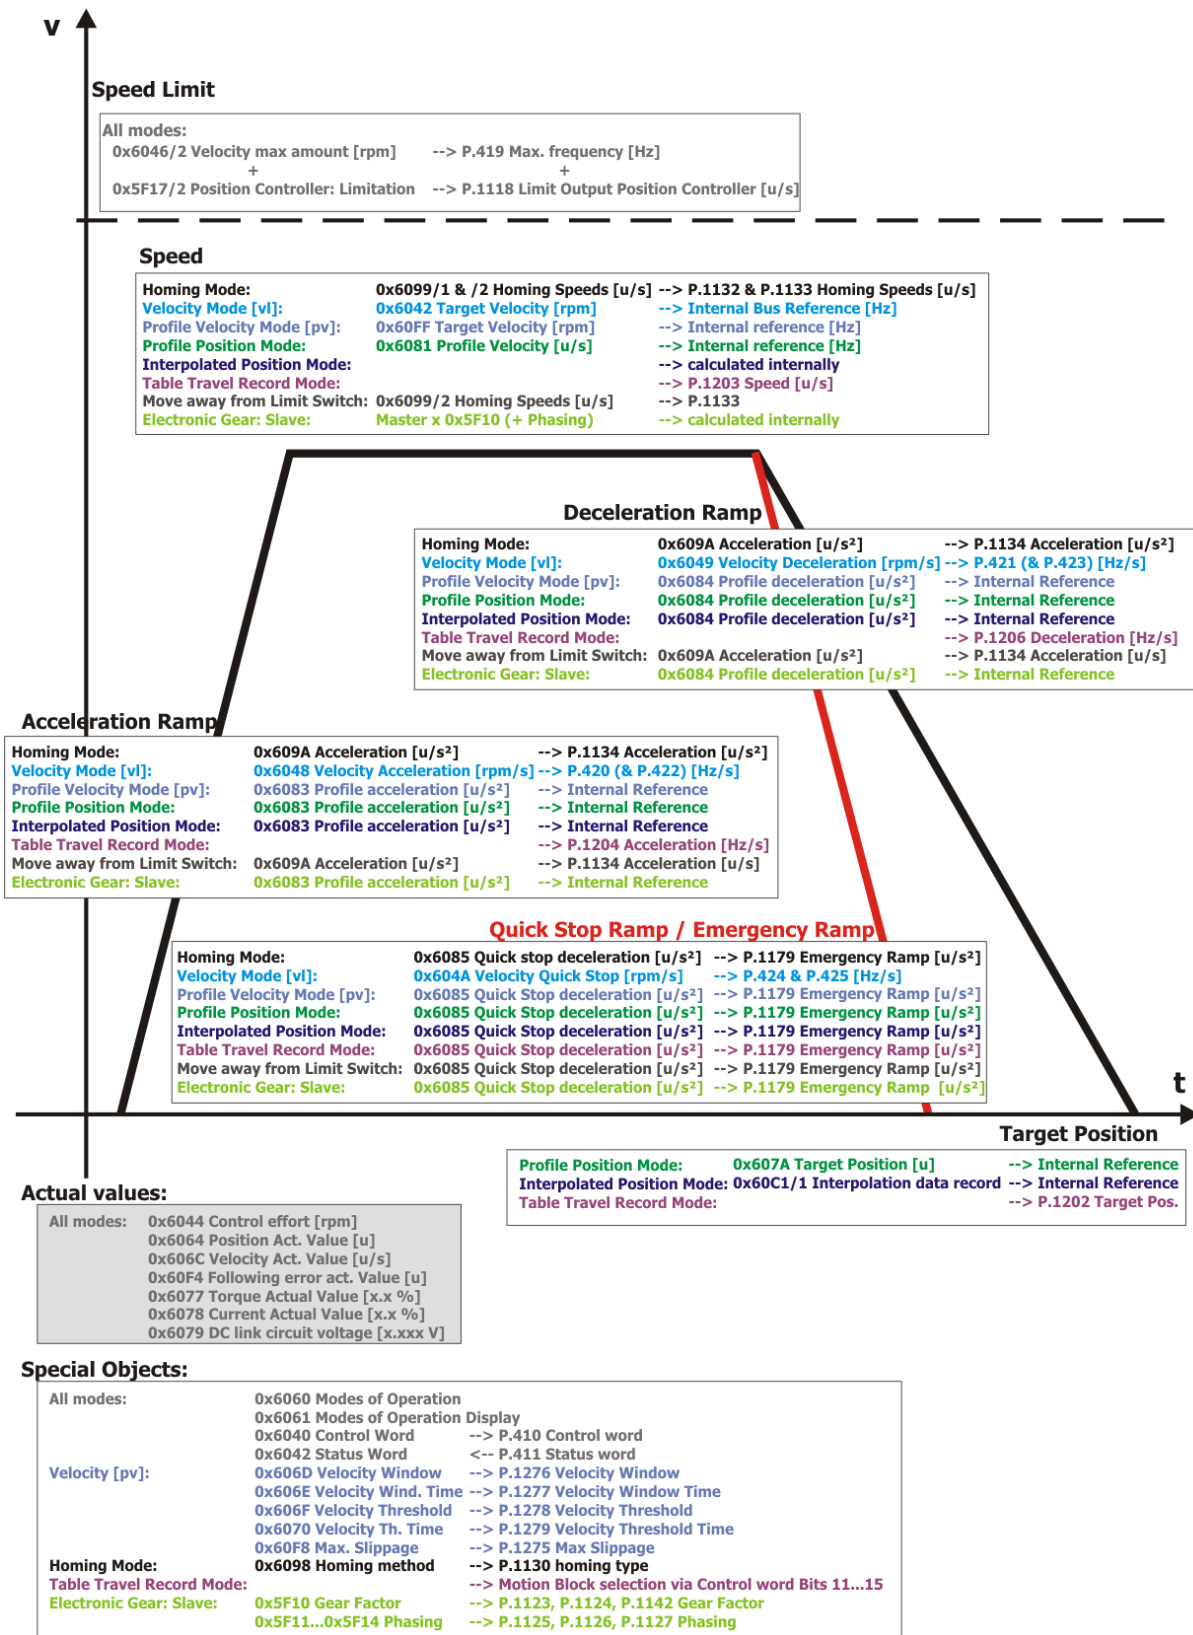 v
Speed Limit
All modes:
0x6046/2 Velocity max amount [rpm] --> P.419 Max. frequency [Hz]
+ +
0x5F17/2 Position Controller: Limitation --> P.1118 Limit Output Position Controller [u/s]
Speed
Homing Mode: 0x6099/1 & /2 Homing Speeds [u/s] --> P.1132 & P.1133 Homing Speeds [u/s]
Velocity Mode [vl]: 0x6042 Target Velocity [rpm] --> Internal Bus Reference [Hz]
Profile Velocity Mode [pv]: 0x60FF Target Velocity [rpm] --> Internal reference [Hz]
Profile Position Mode: 0x6081 Profile Velocity [u/s] --> Internal reference [Hz]
Interpolated Position Mode: --> calculated internally
Table Travel Record Mode: --> P.1203 Speed [u/s]
Move away from Limit Switch: 0x6099/2 Homing Speeds [u/s] --> P.1133
Electronic Gear: Slave: Master x 0x5F10 (+ Phasing) --> calculated internally
Deceleration Ramp
Homing Mode: 0x609A Acceleration [u/s²] --> P.1134 Acceleration [u/s²]
Velocity Mode [vl]: 0x6049 Velocity Deceleration [rpm/s] --> P.421 (& P.423) [Hz/s]
Profile Velocity Mode [pv]: 0x6084 Profile deceleration [u/s²] --> Internal Reference
Profile Position Mode: 0x6084 Profile deceleration [u/s²] --> Internal Reference
Interpolated Position Mode: 0x6084 Profile deceleration [u/s²] --> Internal Reference
Table Travel Record Mode: --> P.1206 Deceleration [Hz/s]
Move away from Limit Switch: 0x609A Acceleration [u/s²] --> P.1134 Acceleration [u/s]
Electronic Gear: Slave: 0x6084 Profile deceleration [u/s²] --> Internal Reference
Acceleration Ramp
Homing Mode: 0x609A Acceleration [u/s²] --> P.1134 Acceleration [u/s²]
Velocity Mode [vl]: 0x6048 Velocity Acceleration [rpm/s] --> P.420 (& P.422) [Hz/s]
Profile Velocity Mode [pv]: 0x6083 Profile acceleration [u/s²] --> Internal Reference
Profile Position Mode: 0x6083 Profile acceleration [u/s²] --> Internal Reference
Interpolated Position Mode: 0x6083 Profile acceleration [u/s²] --> Internal Reference
Table Travel Record Mode: --> P.1204 Acceleration [Hz/s]
Move away from Limit Switch: 0x609A Acceleration [u/s²] --> P.1134 Acceleration [u/s]
Electronic Gear: Slave: 0x6083 Profile acceleration [u/s²] --> Internal Reference
Quick Stop Ramp / Emergency Ramp
Homing Mode: 0x6085 Quick stop deceleration [u/s²] --> P.1179 Emergency Ramp [u/s²]
Velocity Mode [vl]: 0x604A Velocity Quick Stop [rpm/s] --> P.424 & P.425 [Hz/s]
Profile Velocity Mode [pv]: 0x6085 Quick Stop deceleration [u/s²] --> P.1179 Emergency Ramp [u/s²]
Profile Position Mode: 0x6085 Quick Stop deceleration [u/s²] --> P.1179 Emergency Ramp [u/s²]
Interpolated Position Mode: 0x6085 Quick Stop deceleration [u/s²] --> P.1179 Emergency Ramp [u/s²]
Table Travel Record Mode: 0x6085 Quick Stop deceleration [u/s²] --> P.1179 Emergency Ramp [u/s²]
Move away from Limit Switch: 0x6085 Quick Stop deceleration [u/s²] --> P.1179 Emergency Ramp [u/s²]
Electronic Gear: Slave: 0x6085 Quick Stop deceleration [u/s²] --> P.1179 Emergency Ramp [u/s²]
t
Target Position
Profile Position Mode: 0x607A Target Position [u] --> Internal Reference
Interpolated Position Mode: 0x60C1/1 Interpolation data record --> Internal Reference
Table Travel Record Mode: --> P.1202 Target Pos.
Actual values:
All modes: 0x6044 Control effort [rpm]
0x6064 Position Act. Value [u]
0x606C Velocity Act. Value [u/s]
0x60F4 Following error act. Value [u]
0x6077 Torque Actual Value [x.x %]
0x6078 Current Actual Value [x.x %]
0x6079 DC link circuit voltage [x.xxx V]
Special Objects:
All modes: 0x6060 Modes of Operation
0x6061 Modes of Operation Display
0x6040 Control Word --> P.410 Control word
0x6042 Status Word <-- P.411 Status word
Velocity [pv]: 0x606D Velocity Window --> P.1276 Velocity Window
0x606E Velocity Wind. Time --> P.1277 Velocity Window Time
0x606F Velocity Threshold --> P.1278 Velocity Threshold
0x6070 Velocity Th. Time --> P.1279 Velocity Threshold Time
0x60F8 Max. Slippage --> P.1275 Max Slippage
Homing Mode: 0x6098 Homing method --> P.1130 homing type
Table Travel Record Mode: --> Motion Block selection via Control word Bits 11...15
Electronic Gear: Slave: 0x5F10 Gear Factor --> P.1123, P.1124, P.1142 Gear Factor
0x5F11...0x5F14 Phasing --> P.1125, P.1126, P.1127 Phasing